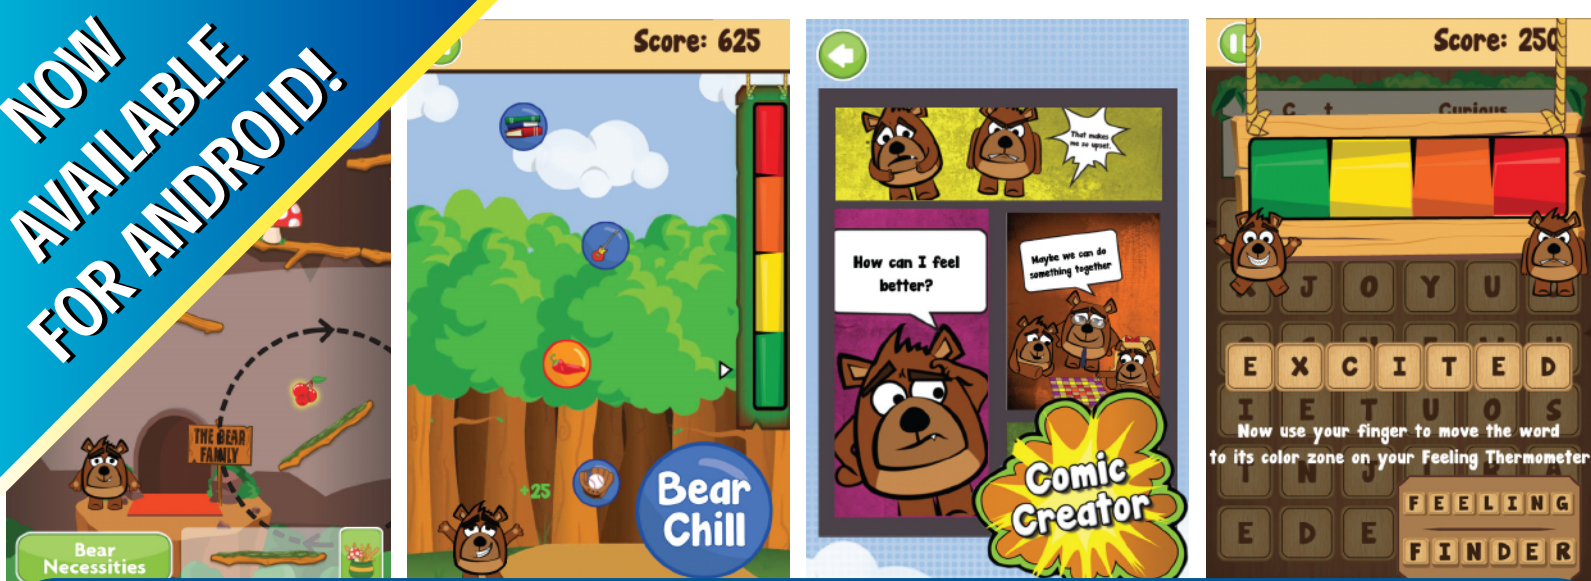 NOW
AVAILABLE
FOR ANDROID!
THE BEAR
FAMILY
Bear
Necessities
Score: 625
+25
Bear
Chill
That makes
me so upset.
How can I feel
better?
Maybe we can do
something together
Comic
Creator
Score: 250
C t Curious
J O Y U
E X C I T E D
I E T U O S
Now use your finger to move the word
to its color zone on your Feeling Thermometer
T N J A
E D E
F E E L I N G
F I N D E R